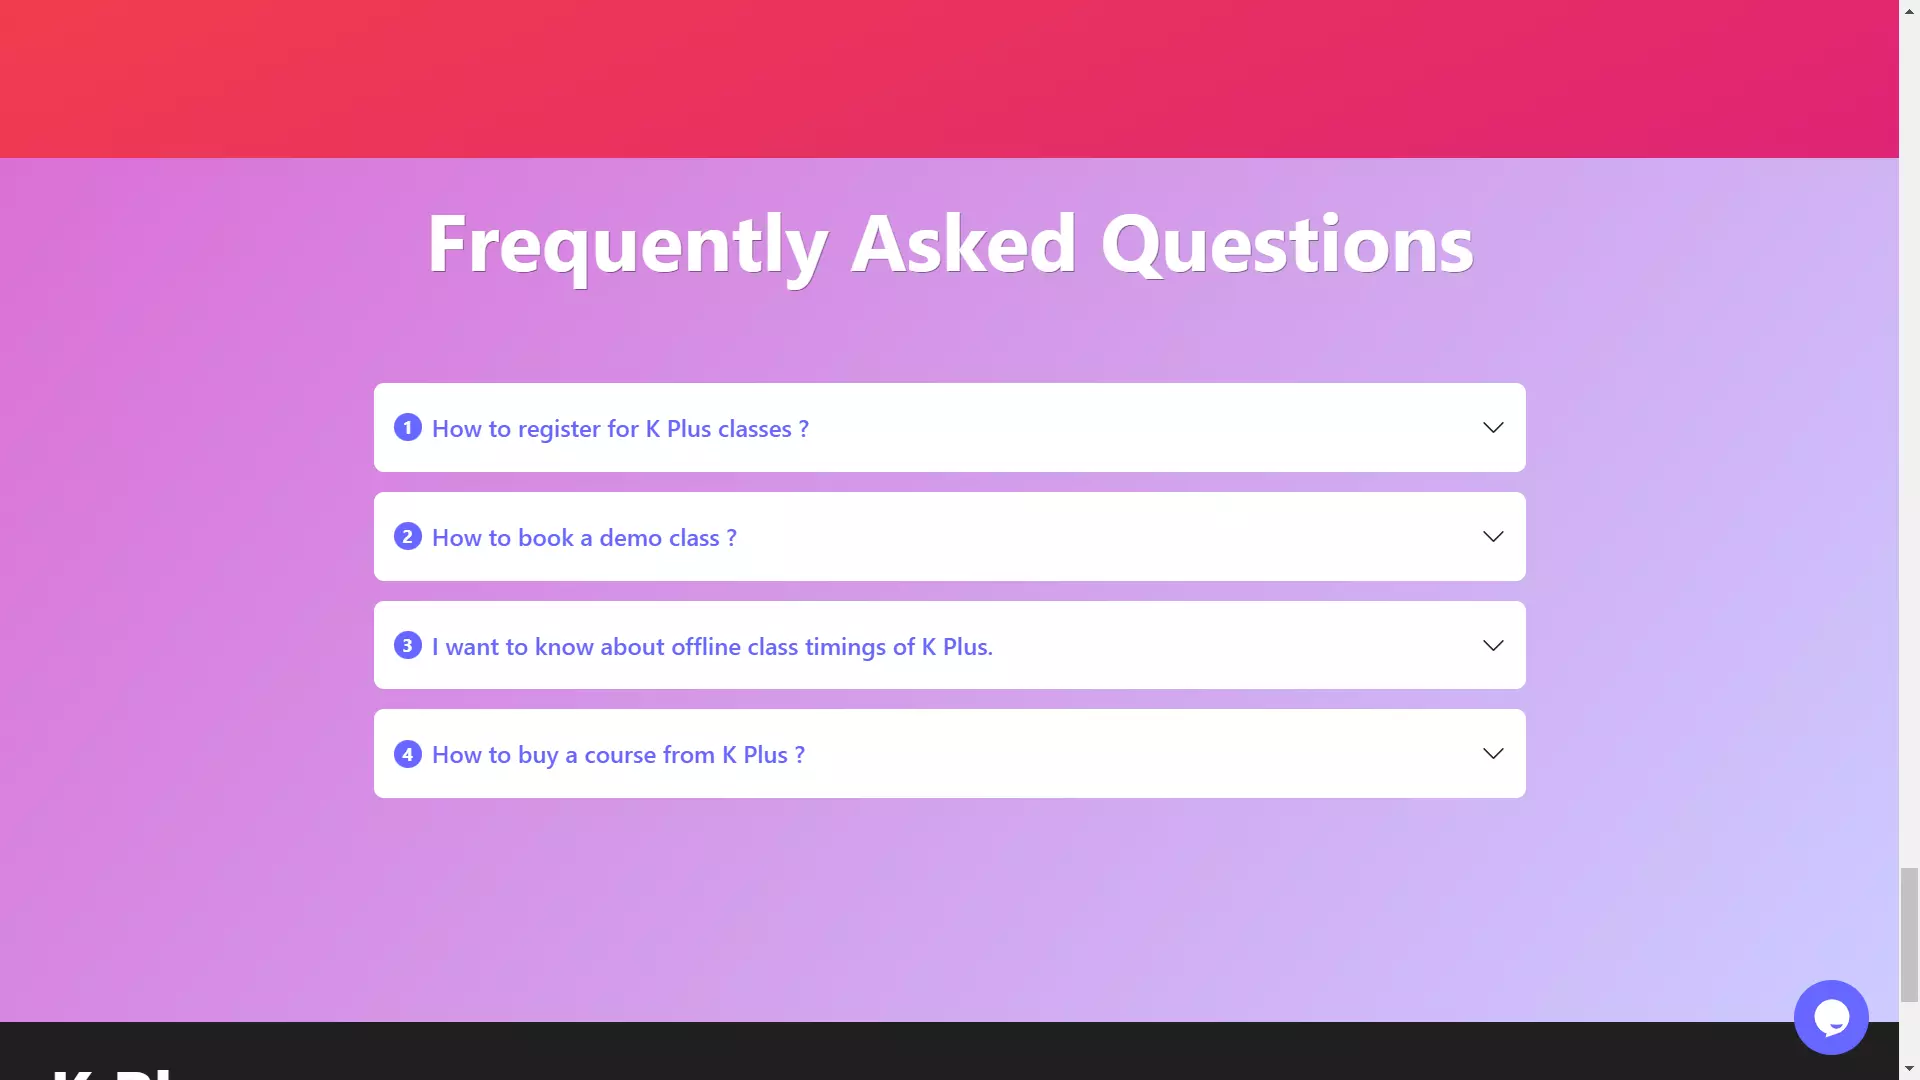 Frequently Asked Questions
1 How to register for K Plus classes ?
2 How to book a demo class ?
3 I want to know about offline class timings of K Plus.
4 How to buy a course from K Plus ?